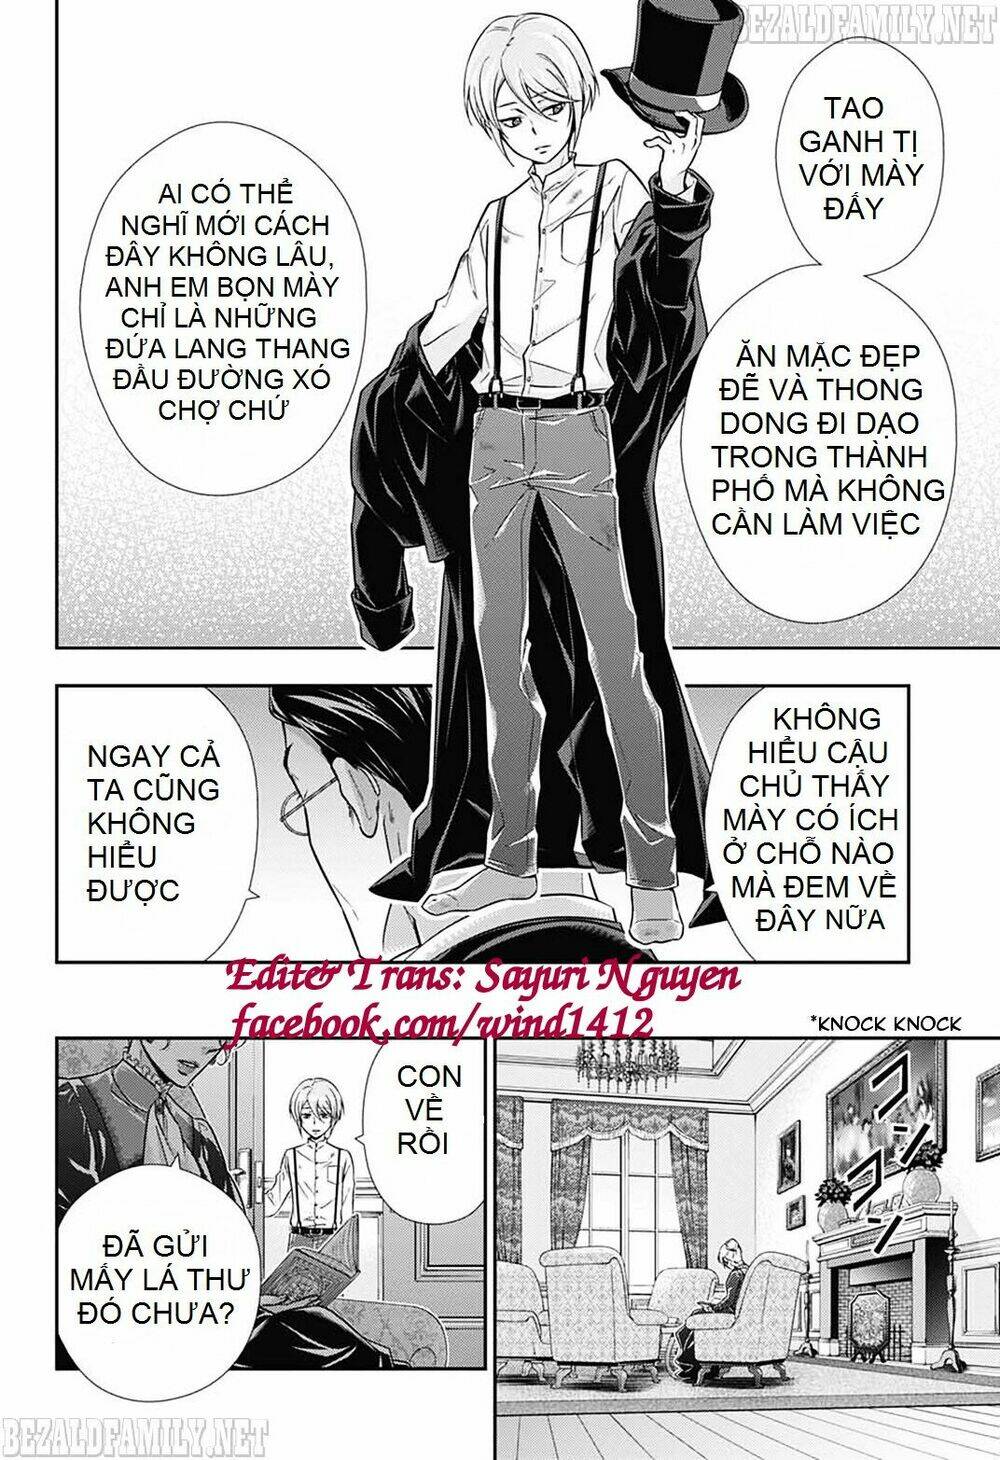 BEZALDFAMILY.NET
TAO
GANH TỊ
VỚI MÀY
ĐẤY
ĂN MẶC ĐẸP
ĐẼ VÀ THONG
DONG ĐI DẠO
TRONG THÀNH
PHỐ MÀ KHÔNG
CẦN LÀM VIỆC
AI CÓ THỂ
NGHĨ MỚI CÁCH
ĐÂY KHÔNG LÂU,
ANH EM BỌN MÀY
CHỈ LÀ NHỮNG
ĐỨA LANG THANG
ĐẦU ĐƯỜNG XÓ
CHỢ CHỨ
KHÔNG
HIỂU CẬU
CHỦ THẤY
MÀY CÓ ÍCH
Ở CHỖ NÀO
MÀ ĐEM VỀ
ĐÂY NỮA
NGAY CẢ
TA CŨNG
KHÔNG
HIỂU
ĐƯỢC
Edit& Trans: Sayuri Nguyen
facebook.com/wind1412
*KNOCK KNOCK
コンコン
CON
VỀ
RỒI
ĐÃ GỬI
MẤY LÁ THƯ
ĐÓ CHƯA?
BEZALDFAMILY.NET